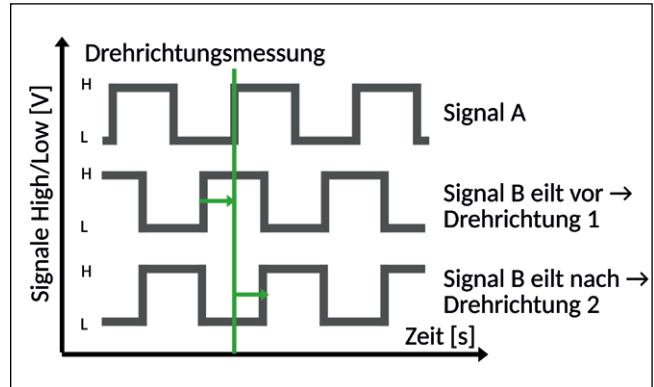 Drehrichtungsmessung
Signale High/Low [V]
H
L
Signal A
H
L
Signal B eilt vor →
Drehrichtung 1
H
L
Signal B eilt nach →
Drehrichtung 2
Zeit [s]